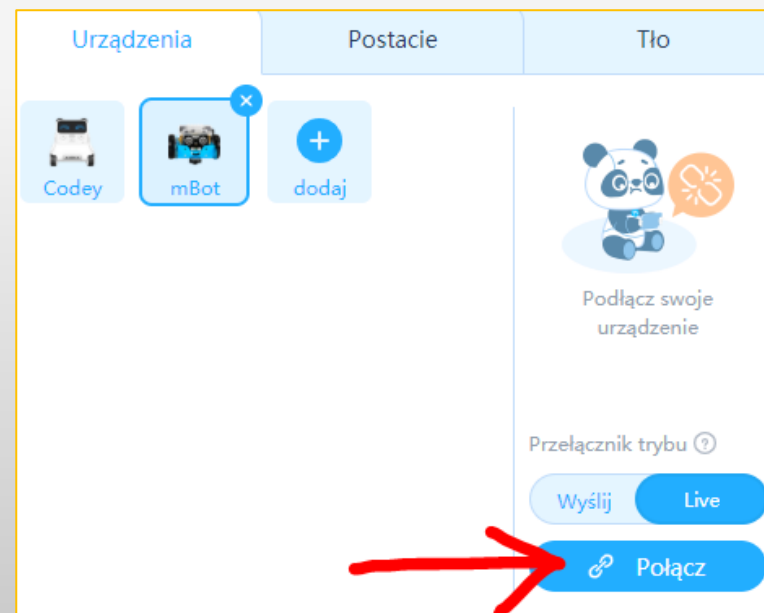 Urządzenia Postacie Tło
Codey mBot dodaj
Podłącz swoje
urządzenie
Przełącznik trybu
Wyślij Live
Połącz